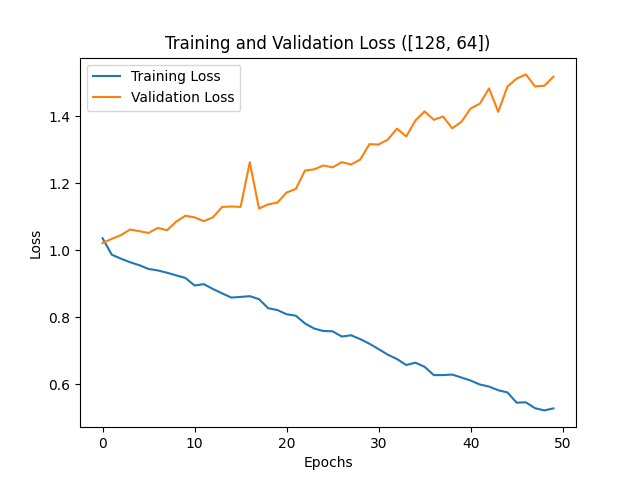 Training and Validation Loss ([128, 64])
Training Loss
Validation Loss
Loss
1.4
1.2
1.0
0.8
0.6
0
10
20
30
40
50
Epochs